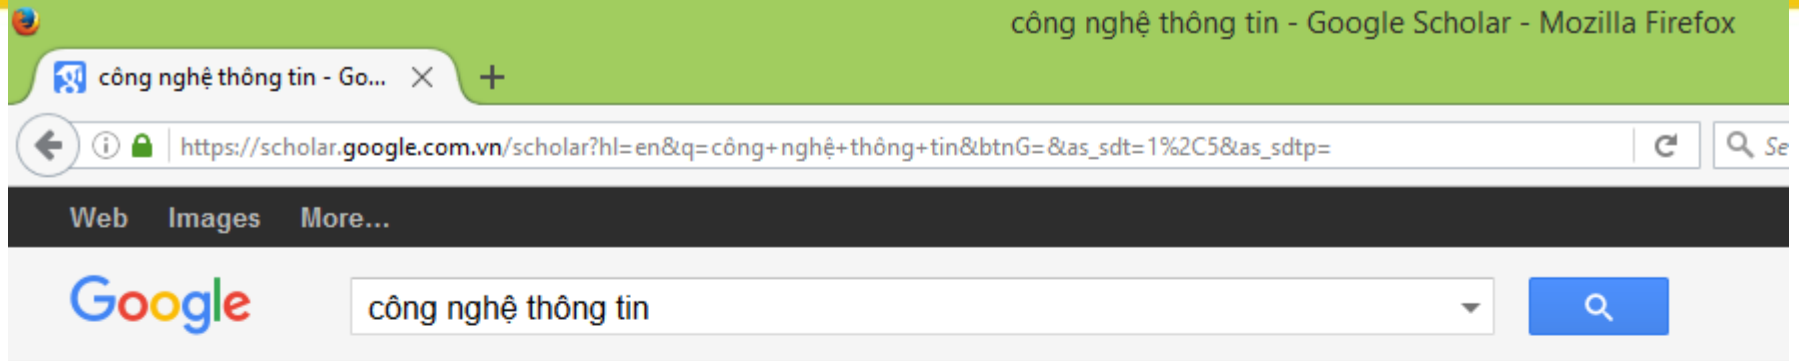 công nghệ thông tin - Google Scholar - Mozilla Firefox
công nghệ thông tin - Go...
https://scholar.google.com.vn/scholar?hl=en&q=công+nghệ+thông+tin&btnG=&as_sdt=1%2C5&as_sdtp= Se
Web Images More...
Google công nghệ thông tin